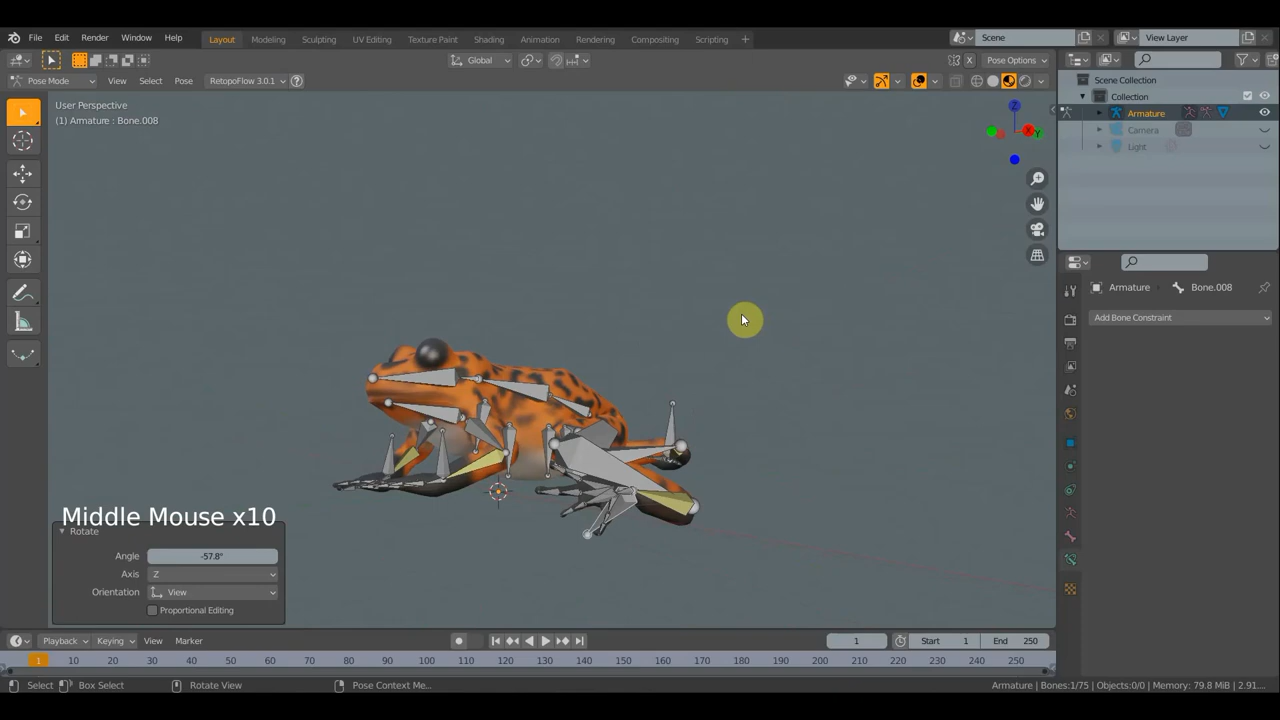 File Edit Render Window Help Layout Modeling Sculpting UV Editing Texture Paint Shading Animation Rendering Compositing Scripting + Scene View Layer
Global Pose Options
Pose Mode View Select Pose RetopoFlow 3.0.1
Scene Collection
Collection
Armature
Camera
Light
User Perspective
(1) Armature : Bone.008
Z
X
Y
Armature Bone.008
Add Bone Constraint
Middle Mouse x10
Rotate
Angle -57.8°
Axis Z
Orientation View
Proportional Editing
Playback Keying View Marker 1 Start 1 End 250
1 10 20 30 40 50 60 70 80 90 100 110 120 130 140 150 160 170 180 190 200 210 220 230 240 250
Select Box Select Rotate View Pose Context Me... Armature | Bones:1/75 | Objects:0/0 | Memory: 79.8 MiB | 2.91...